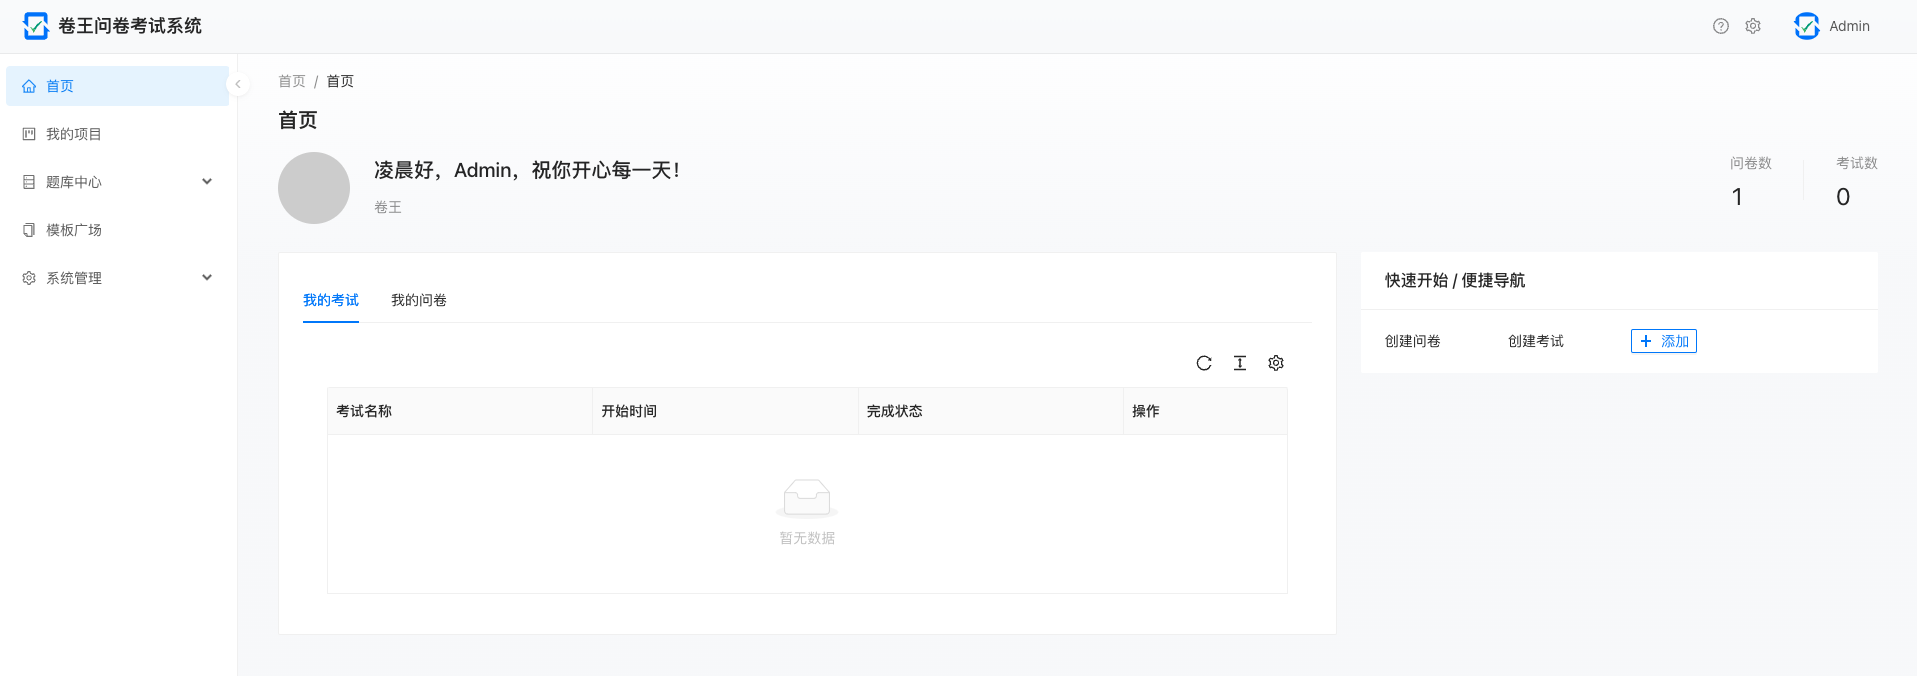 卷王问卷考试系统
Admin
首页
我的项目
题库中心
模板广场
系统管理
首页 / 首页
首页
凌晨好，Admin，祝你开心每一天！
卷王
问卷数
1
考试数
0
我的考试 我的问卷
考试名称 开始时间 完成状态 操作
暂无数据
快速开始 / 便捷导航
创建问卷 创建考试 添加